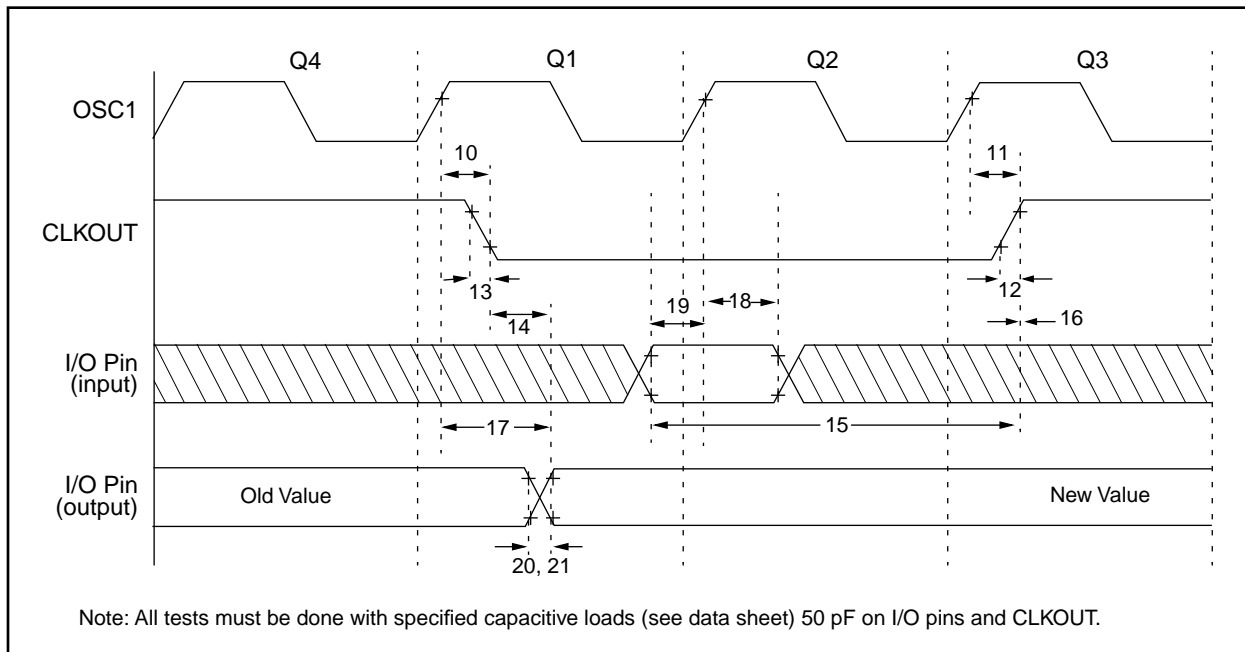 Q4 Q1 Q2 Q3
OSC1
10 11
CLKOUT
13 12
14 19 18 16
I/O Pin
(input)
17 15
I/O Pin
(output)
Old Value New Value
20, 21
Note: All tests must be done with specified capacitive loads (see data sheet) 50 pF on I/O pins and CLKOUT.